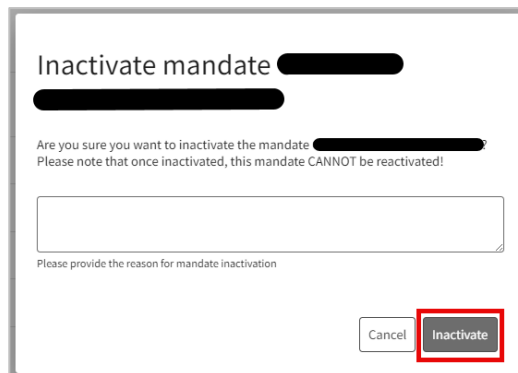 Inactivate mandate
Are you sure you want to inactivate the mandate ?
Please note that once inactivated, this mandate CANNOT be reactivated!
Please provide the reason for mandate inactivation
Cancel
Inactivate